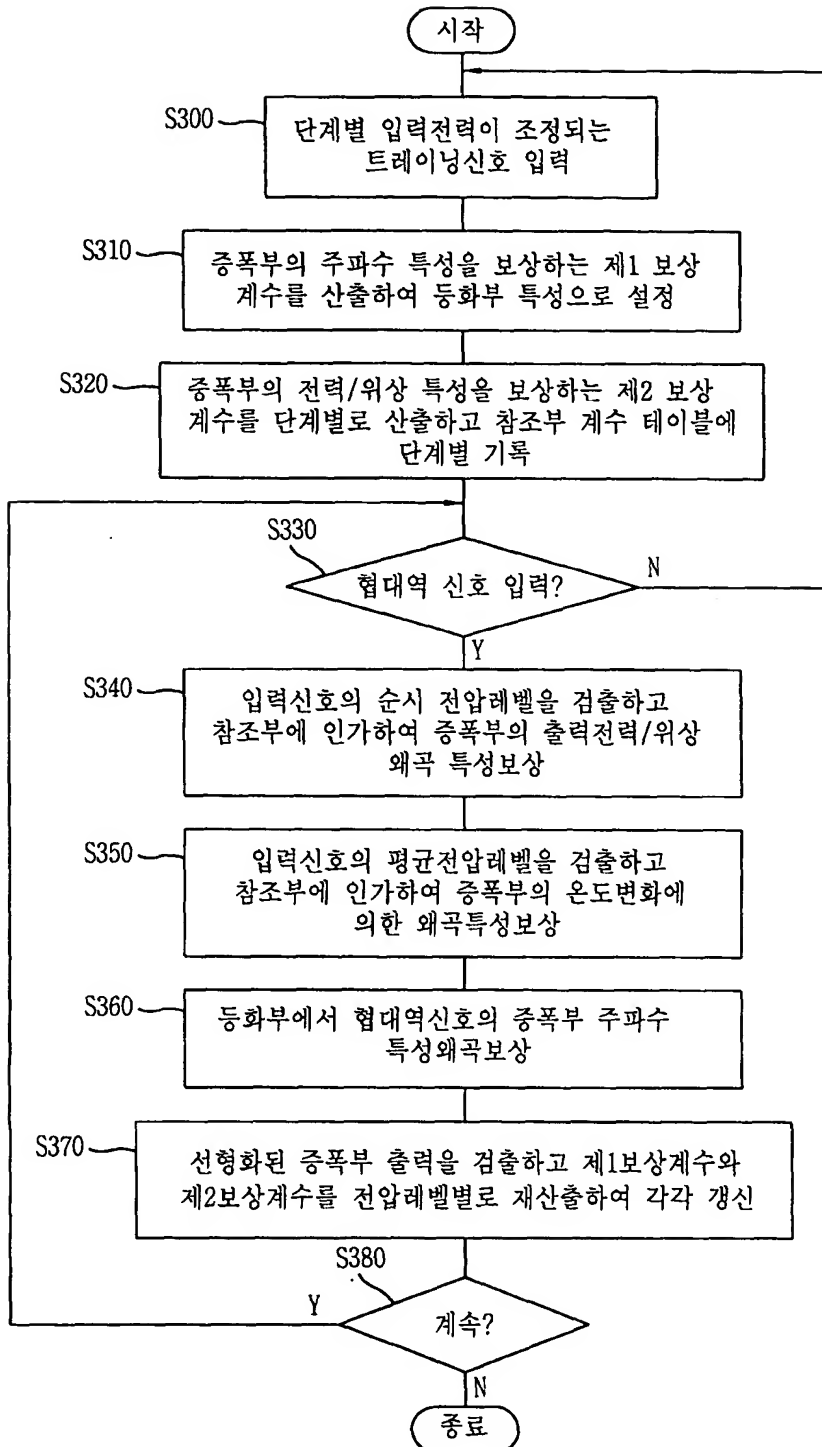 시작
S300
단계별 입력전력이 조정되는
트레이닝신호 입력
S310
증폭부의 주파수 특성을 보상하는 제1 보상
계수를 산출하여 등화부 특성으로 설정
S320
증폭부의 전력/위상 특성을 보상하는 제2 보상
계수를 단계별로 산출하고 참조부 계수 테이블에
단계별 기록
S330
협대역 신호 입력?
N
Y
S340
입력신호의 순시 전압레벨을 검출하고
참조부에 인가하여 증폭부의 출력전력/위상
왜곡 특성보상
S350
입력신호의 평균전압레벨을 검출하고
참조부에 인가하여 증폭부의 온도변화에
의한 왜곡특성보상
S360
등화부에서 협대역신호의 증폭부 주파수
특성왜곡보상
S370
선형화된 증폭부 출력을 검출하고 제1보상계수와
제2보상계수를 전압레벨별로 재산출하여 각각 갱신
S380
Y
계속?
N
종료